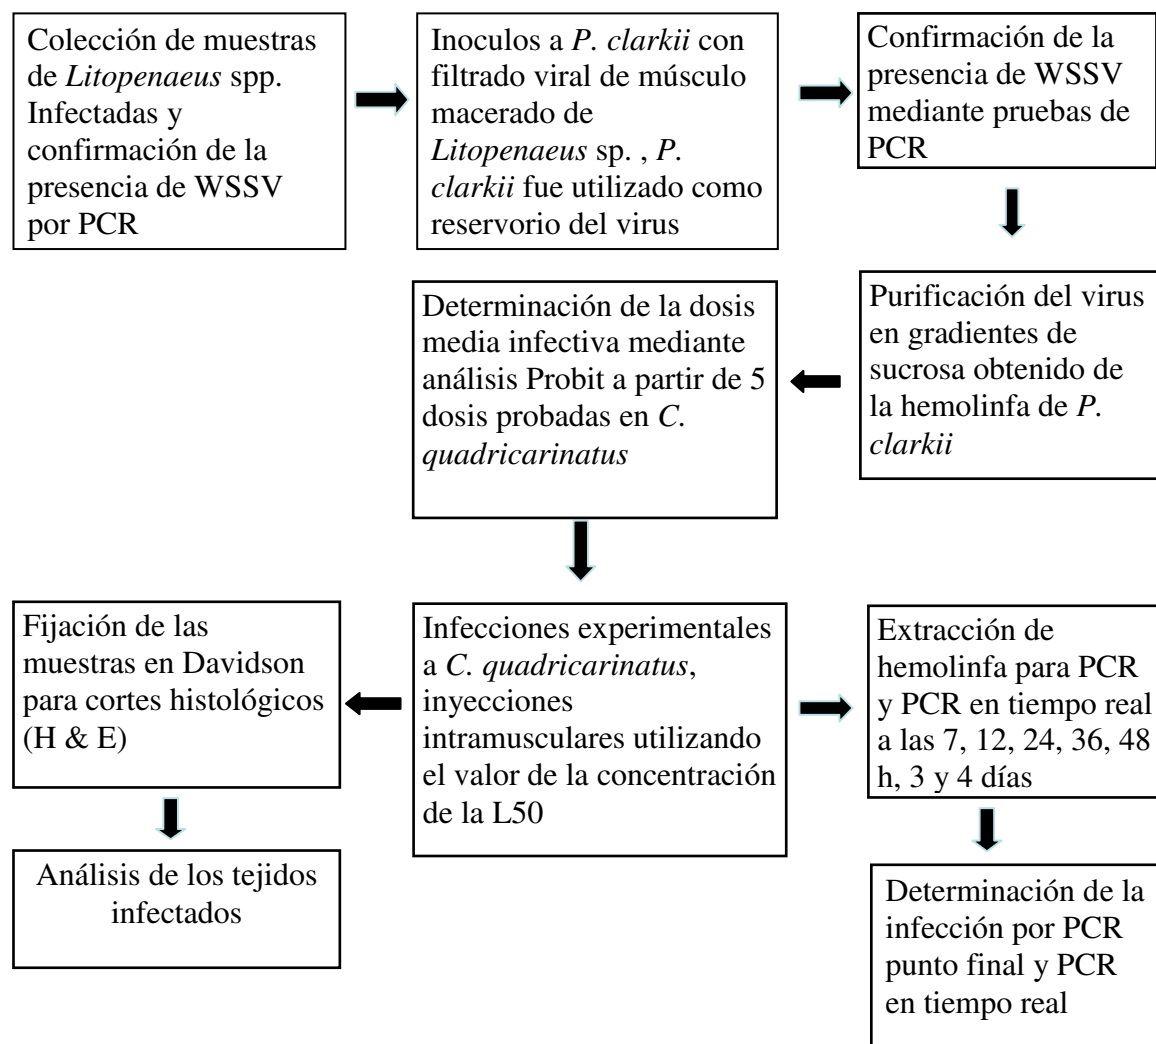 Colección de muestras
de Litopenaeus spp.
Infectadas y
confirmación de la
presencia de WSSV
por PCR
Inoculos a P. clarkii con
filtrado viral de músculo
macerado de
Litopenaeus sp. , P.
clarkii fue utilizado como
reservorio del virus
Confirmación de la
presencia de WSSV
mediante pruebas de
PCR
Purificación del virus
en gradientes de
sucrosa obtenido de
la hemolinfa de P.
clarkii
Determinación de la dosis
media infectiva mediante
análisis Probit a partir de 5
dosis probadas en C.
quadricarinatus
Infecciones experimentales
a C. quadricarinatus,
inyecciones
intramusculares utilizando
el valor de la concentración
de la L50
Fijación de las
muestras en Davidson
para cortes histológicos
(H & E)
Análisis de los tejidos
infectados
Extracción de
hemolinfa para PCR
y PCR en tiempo real
a las 7, 12, 24, 36, 48
h, 3 y 4 días
Determinación de la
infección por PCR
punto final y PCR
en tiempo real